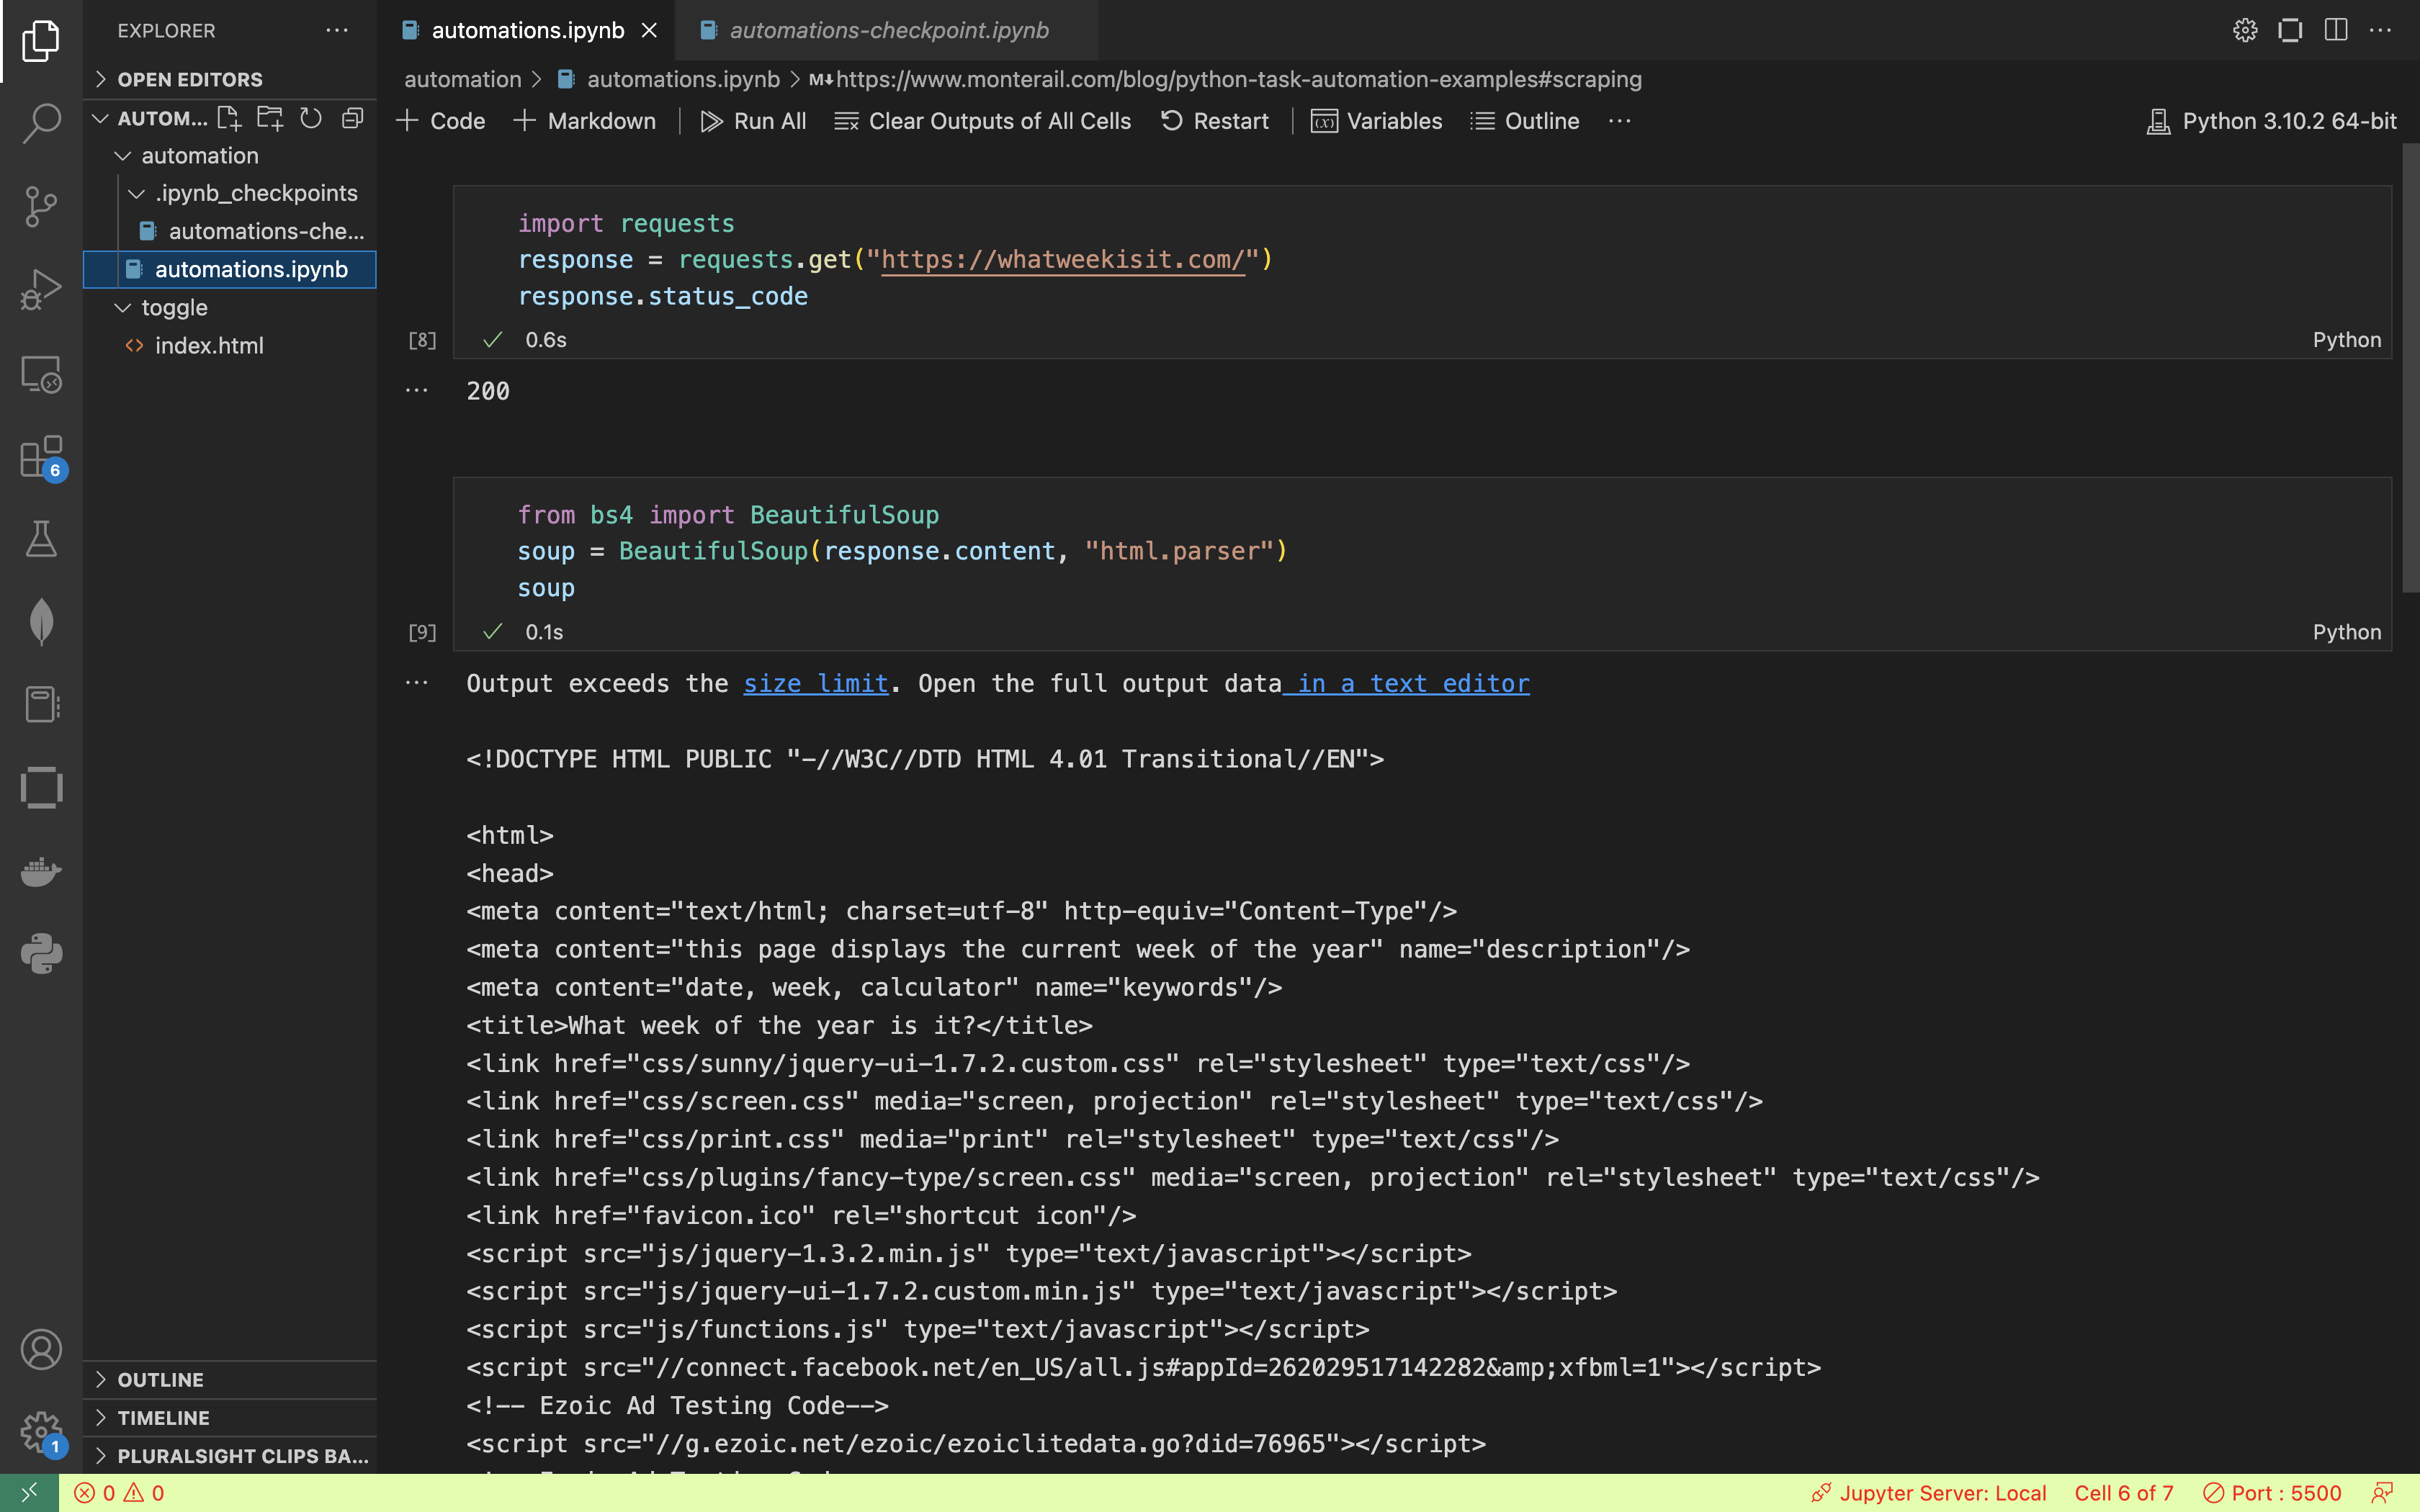 EXPLORER
OPEN EDITORS
AUTOM...
automation
.ipynb_checkpoints
automations-che...
automations.ipynb
toggle
index.html
OUTLINE
TIMELINE
PLURALSIGHT CLIPS BA...
6
1
automations.ipynb
automations-checkpoint.ipynb
automation > automations.ipynb > M↓https://www.monterail.com/blog/python-task-automation-examples#scraping
+ Code + Markdown | Run All Clear Outputs of All Cells Restart | Variables Outline ... Python 3.10.2 64-bit
import requests
response = requests.get("https://whatweekisit.com/")
response.status_code
[8] ✓ 0.6s Python
... 200
from bs4 import BeautifulSoup
soup = BeautifulSoup(response.content, "html.parser")
soup
[9] ✓ 0.1s Python
... Output exceeds the size limit. Open the full output data in a text editor
<!DOCTYPE HTML PUBLIC "-//W3C//DTD HTML 4.01 Transitional//EN">
<html>
<head>
<meta content="text/html; charset=utf-8" http-equiv="Content-Type"/>
<meta content="this page displays the current week of the year" name="description"/>
<meta content="date, week, calculator" name="keywords"/>
<title>What week of the year is it?</title>
<link href="css/sunny/jquery-ui-1.7.2.custom.css" rel="stylesheet" type="text/css"/>
<link href="css/screen.css" media="screen, projection" rel="stylesheet" type="text/css"/>
<link href="css/print.css" media="print" rel="stylesheet" type="text/css"/>
<link href="css/plugins/fancy-type/screen.css" media="screen, projection" rel="stylesheet" type="text/css"/>
<link href="favicon.ico" rel="shortcut icon"/>
<script src="js/jquery-1.3.2.min.js" type="text/javascript"></script>
<script src="js/jquery-ui-1.7.2.custom.min.js" type="text/javascript"></script>
<script src="js/functions.js" type="text/javascript"></script>
<script src="//connect.facebook.net/en_US/all.js#appId=262029517142282&amp;xfbml=1"></script>
<!-- Ezoic Ad Testing Code-->
<script src="//g.ezoic.net/ezoic/ezoiclitedata.go?did=76965"></script>
0 0 Jupyter Server: Local Cell 6 of 7 Port : 5500